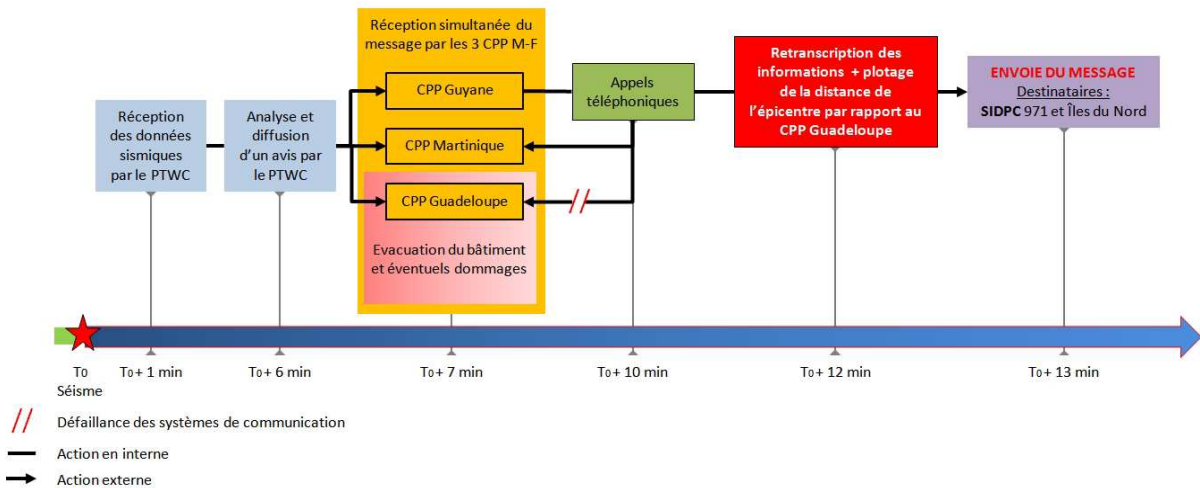 Réception
des données
sismiques
par le PTWC
Analyse et
diffusion
d'un avis par
le PTWC
Réception simultanée du
message par les 3 CPP M-F
CPP Guyane
CPP Martinique
CPP Guadeloupe
Evacuation du bâtiment
et éventuels dommages
Appels
téléphoniques
Retranscription des
informations + plotage
de la distance de
l'épicentre par rapport au
CPP Guadeloupe
ENVOIE DU MESSAGE
Destinataires :
SIDPC 971 et Îles du Nord
T0
Séisme
T0 + 1 min
T0 + 6 min
T0 + 7 min
T0 + 10 min
T0 + 12 min
T0 + 13 min
Défaillance des systèmes de communication
Action en interne
Action externe